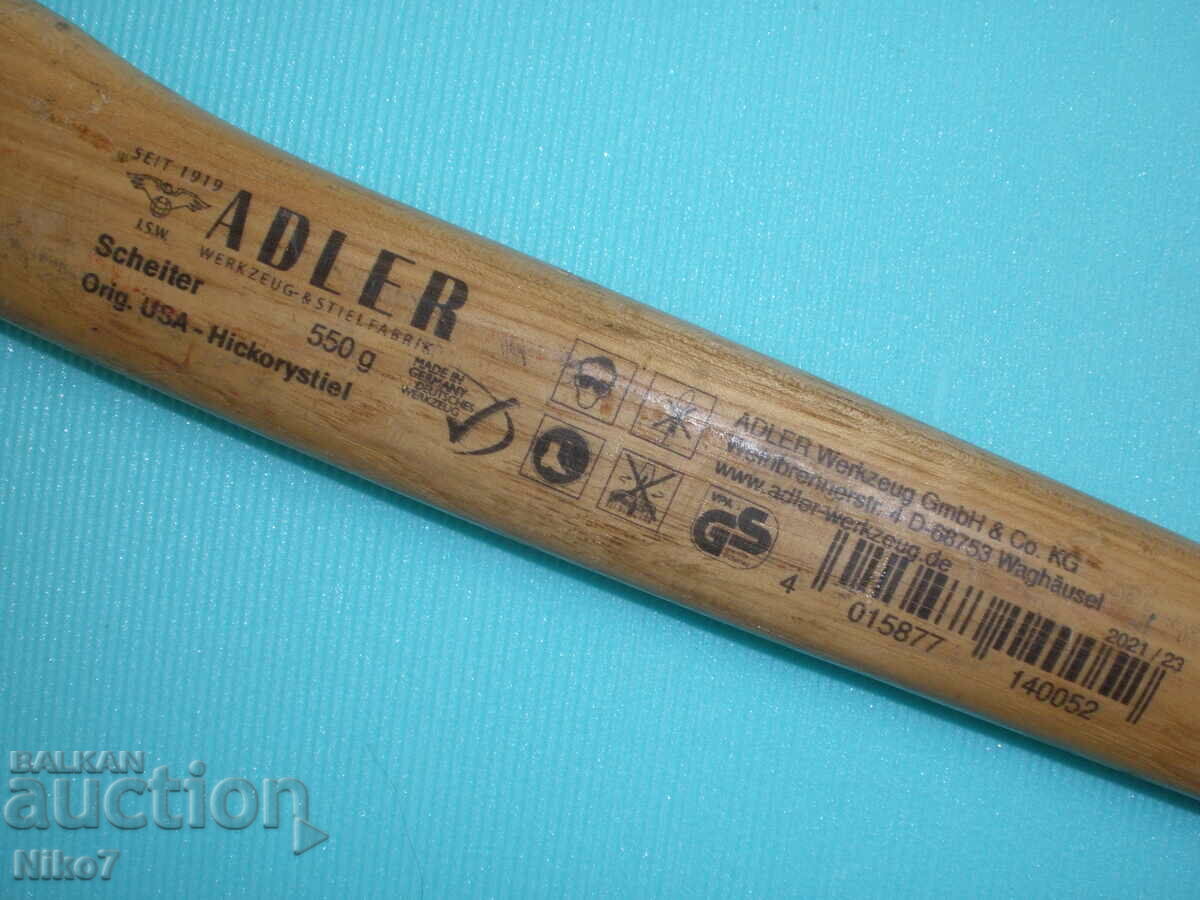 SEIT 1919
J.S.W.
ADLER
WERKZEUG- & STIELFABRIK
Scheiter 550 g
Orig. USA - Hickorystiel
MADE IN
GERMANY
DEUTSCHES
WERKZEUG
ADLER Werkzeug GmbH & Co. KG
Weinbrennerstr. 4 D-68753 Waghäusel
www.adler-werkzeug.de
GS
4 015877 140052
2021 / 23
BALKAN
auction
Niko7